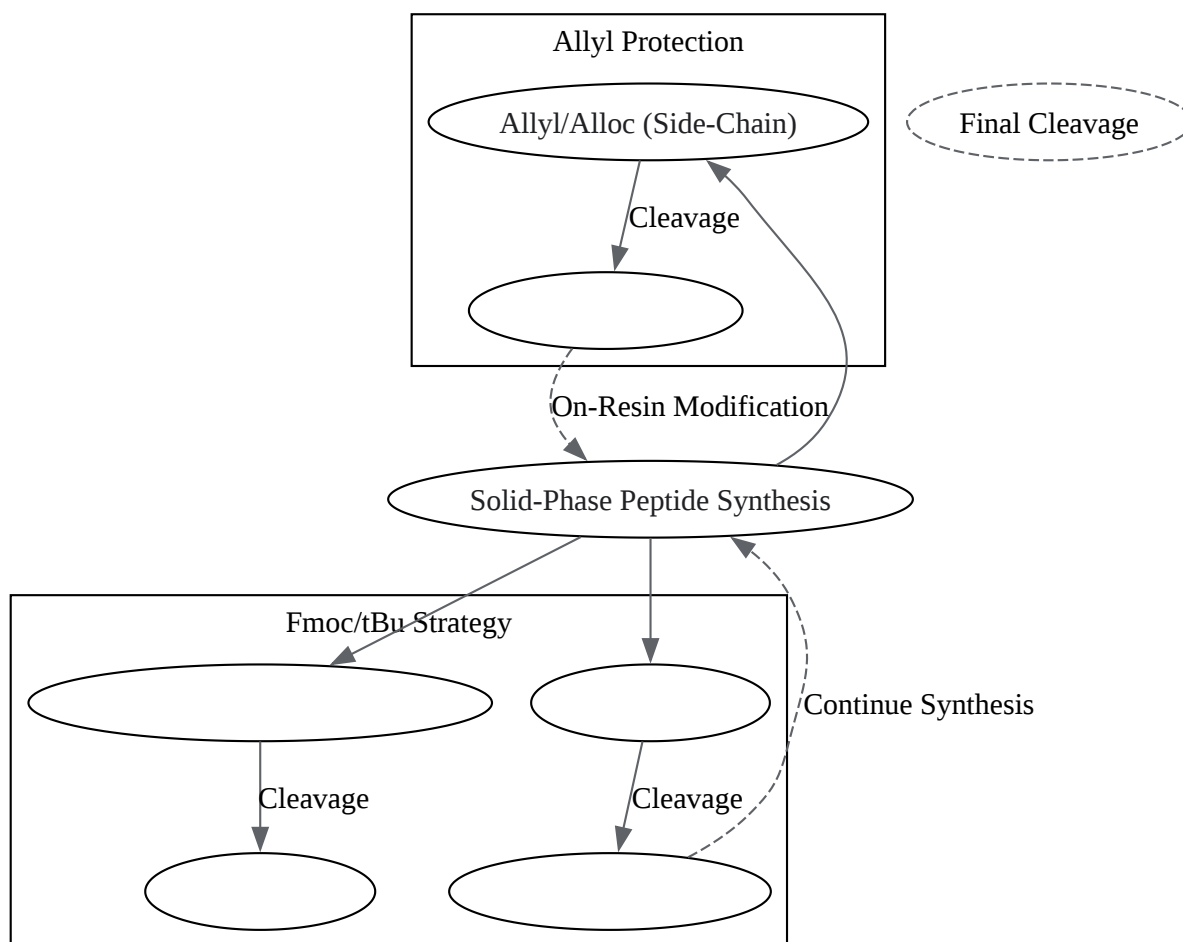 Allyl Protection
Allyl/Alloc (Side-Chain)
Final Cleavage
Cleavage
On-Resin Modification
Solid-Phase Peptide Synthesis
Fmoc/tBu Strategy
Continue Synthesis
Cleavage
Cleavage